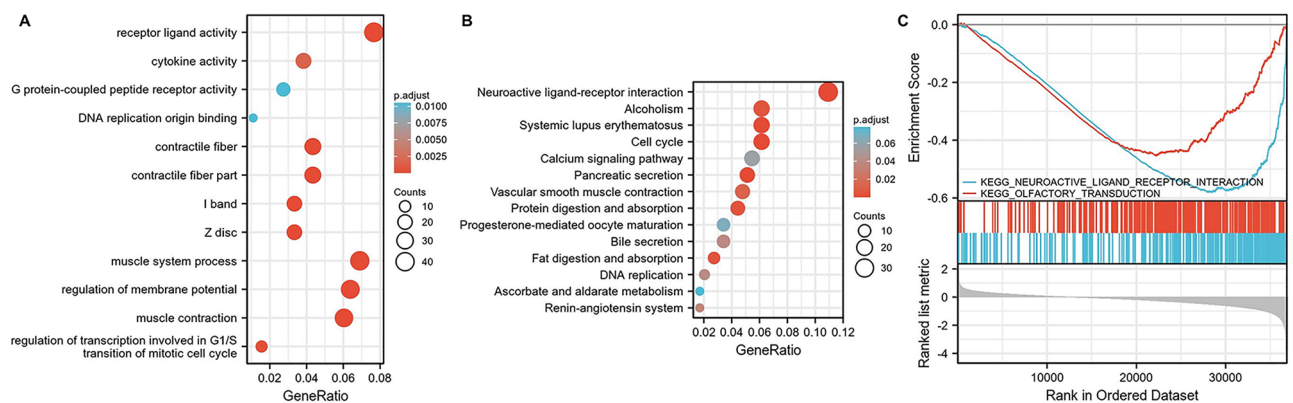 A
receptor ligand activity
cytokine activity
G protein-coupled peptide receptor activity
DNA replication origin binding
contractile fiber
contractile fiber part
I band
Z disc
muscle system process
regulation of membrane potential
muscle contraction
regulation of transcription involved in G1/S
transition of mitotic cell cycle
0.02 0.04 0.06 0.08
GeneRatio
p.adjust
0.0100
0.0075
0.0050
0.0025
Counts
10
20
30
40
B
Neuroactive ligand-receptor interaction
Alcoholism
Systemic lupus erythematosus
Cell cycle
Calcium signaling pathway
Pancreatic secretion
Vascular smooth muscle contraction
Protein digestion and absorption
Progesterone-mediated oocyte maturation
Bile secretion
Fat digestion and absorption
DNA replication
Ascorbate and aldarate metabolism
Renin-angiotensin system
0.02 0.04 0.06 0.08 0.10 0.12
GeneRatio
p.adjust
0.06
0.04
0.02
Counts
10
20
30
C
Enrichment Score
0.0
-0.2
-0.4
-0.6
KEGG_NEUROACTIVE_LIGAND_RECEPTOR_INTERACTION
KEGG_OLFACTORY_TRANSDUCTION
Ranked list metric
2
0
-2
-4
10000 20000 30000
Rank in Ordered Dataset